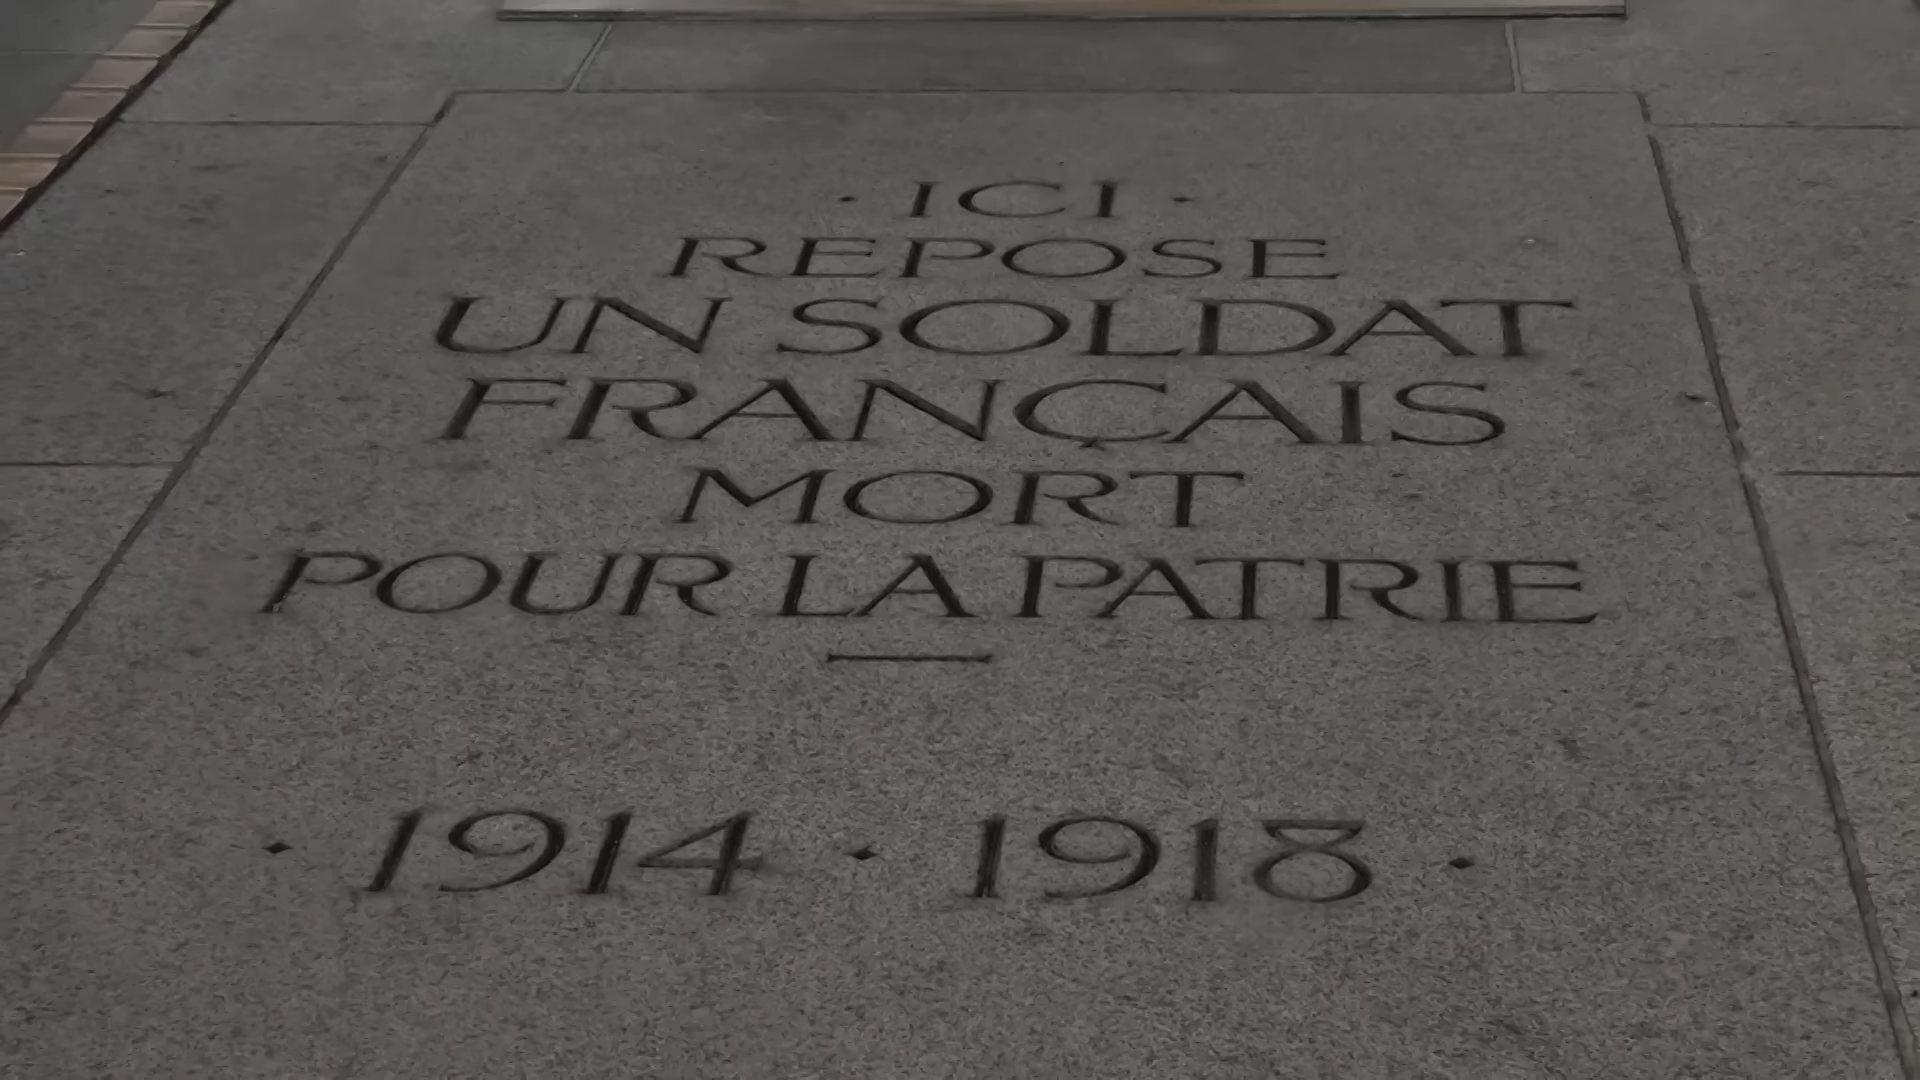 · ICI ·
REPOSE
UN SOLDAT
FRANÇAIS
MORT
POUR LA PATRIE
· 1914 · 1918 ·